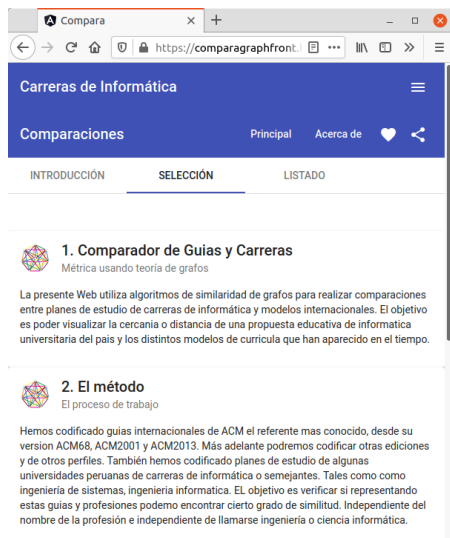 Compara
https://comparagraphfront.
Carreras de Informática
Comparaciones
Principal
Acerca de
INTRODUCCIÓN
SELECCIÓN
LISTADO
1. Comparador de Guias y Carreras
Métrica usando teoría de grafos
La presente Web utiliza algoritmos de similaridad de grafos para realizar comparaciones
entre planes de estudio de carreras de informática y modelos internacionales. El objetivo
es poder visualizar la cercania o distancia de una propuesta educativa de informatica
universitaria del pais y los distintos modelos de curricula que han aparecido en el tiempo.
2. El método
El proceso de trabajo
Hemos codificado guias internacionales de ACM el referente mas conocido, desde su
version ACM68, ACM2001 y ACM2013. Más adelante podremos codificar otras ediciones
y de otros perfiles. También hemos codificado planes de estudio de algunas
universidades peruanas de carreras de informática o semejantes. Tales como como
ingeniería de sistemas, ingenieria informatica. EL objetivo es verificar si representando
estas guias y profesiones podemo encontrar cierto grado de similitud. Independiente del
nombre de la profesión e independiente de llamarse ingeniería o ciencia informática.